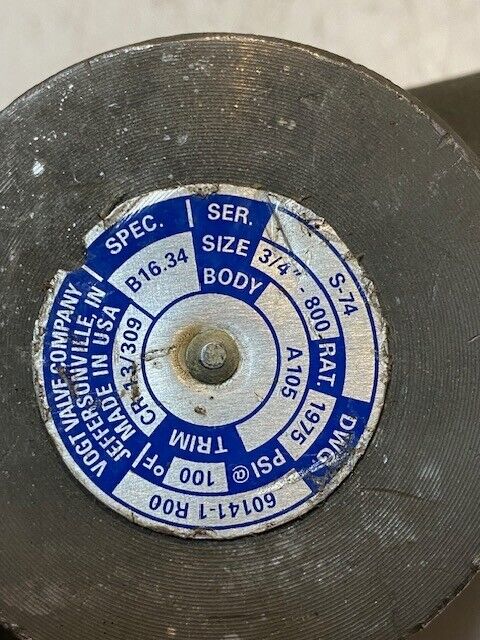 VOGT VALVE COMPANY
JEFFERSONVILLE, IN
MADE IN USA
SPEC. B16.34
SER. S-74
SIZE 3/4" - 800
BODY A105
RAT. 1975 PSI @ 100 °F
DWG. 60141-1 R00
TRIM CR-13/309